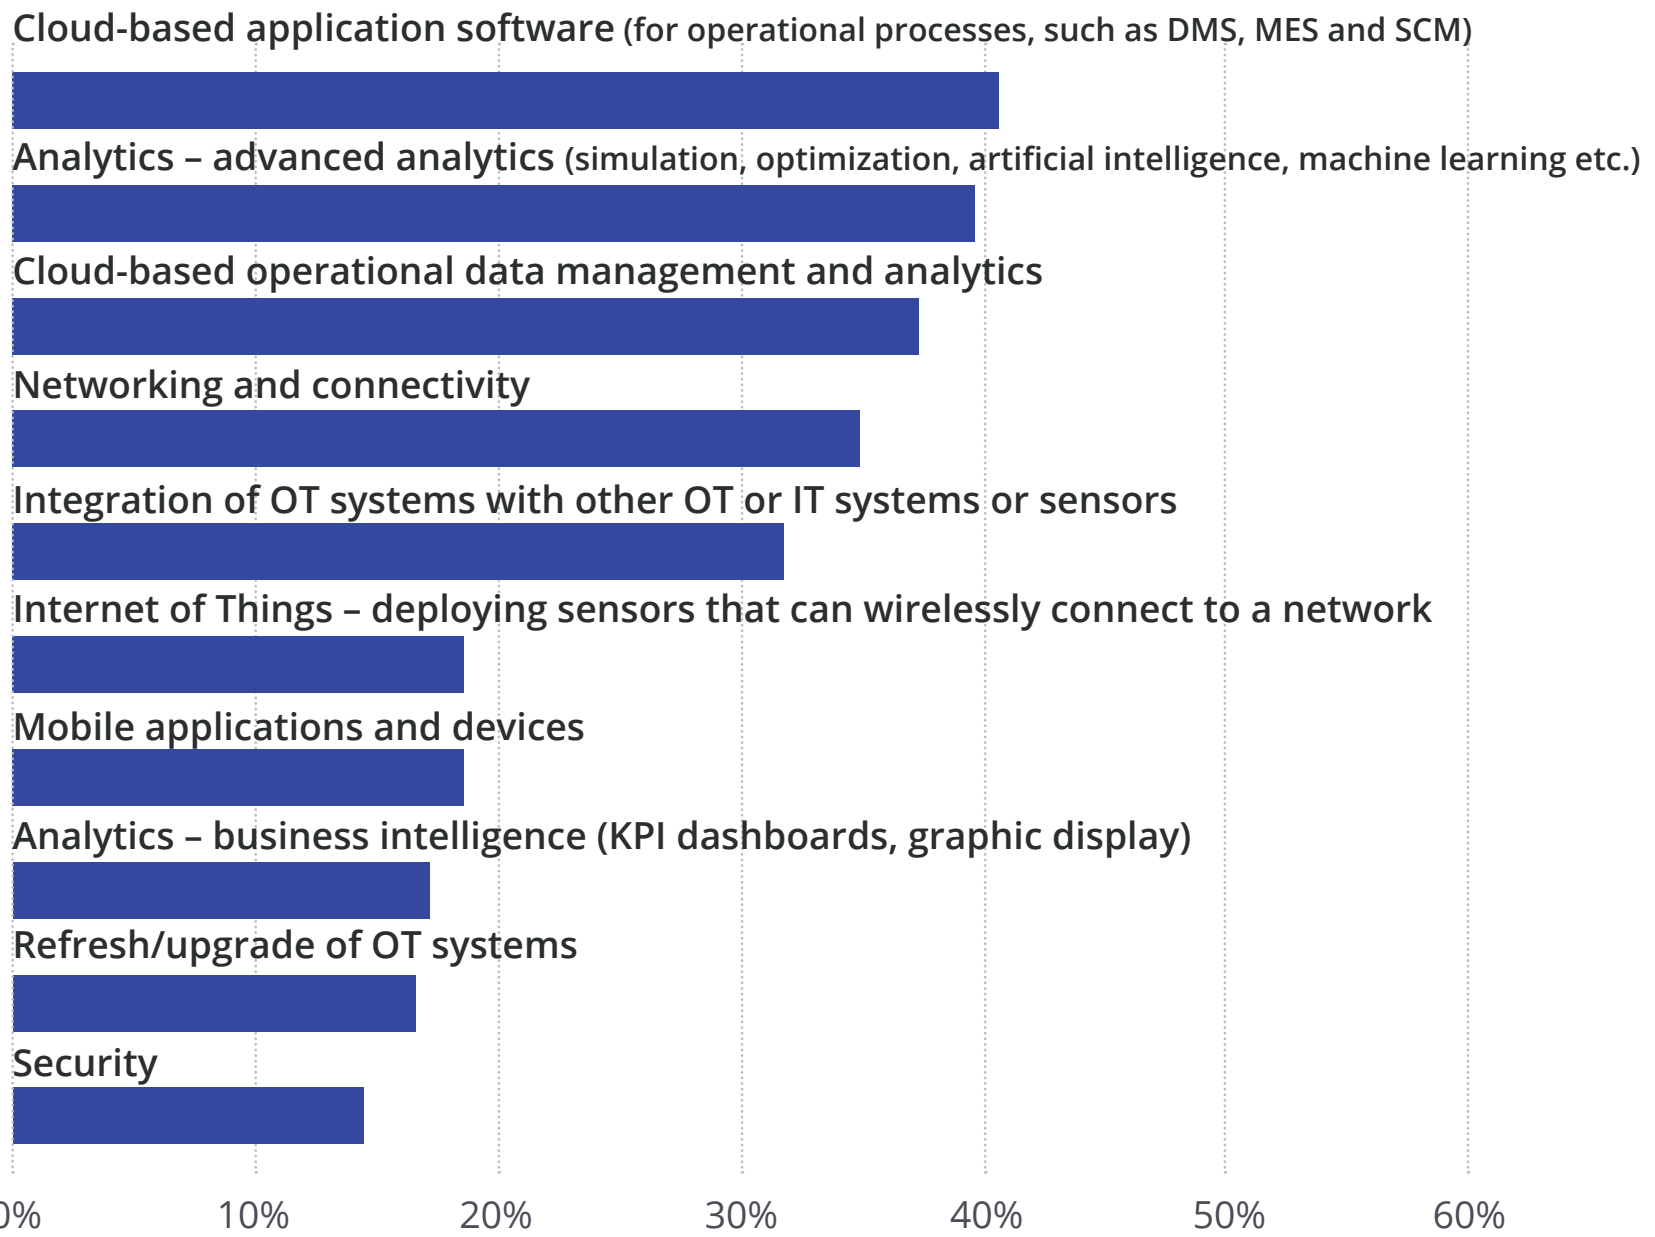 Cloud-based application software (for operational processes, such as DMS, MES and SCM)
Analytics – advanced analytics (simulation, optimization, artificial intelligence, machine learning etc.)
Cloud-based operational data management and analytics
Networking and connectivity
Integration of OT systems with other OT or IT systems or sensors
Internet of Things – deploying sensors that can wirelessly connect to a network
Mobile applications and devices
Analytics – business intelligence (KPI dashboards, graphic display)
Refresh/upgrade of OT systems
Security
0% 10% 20% 30% 40% 50% 60%